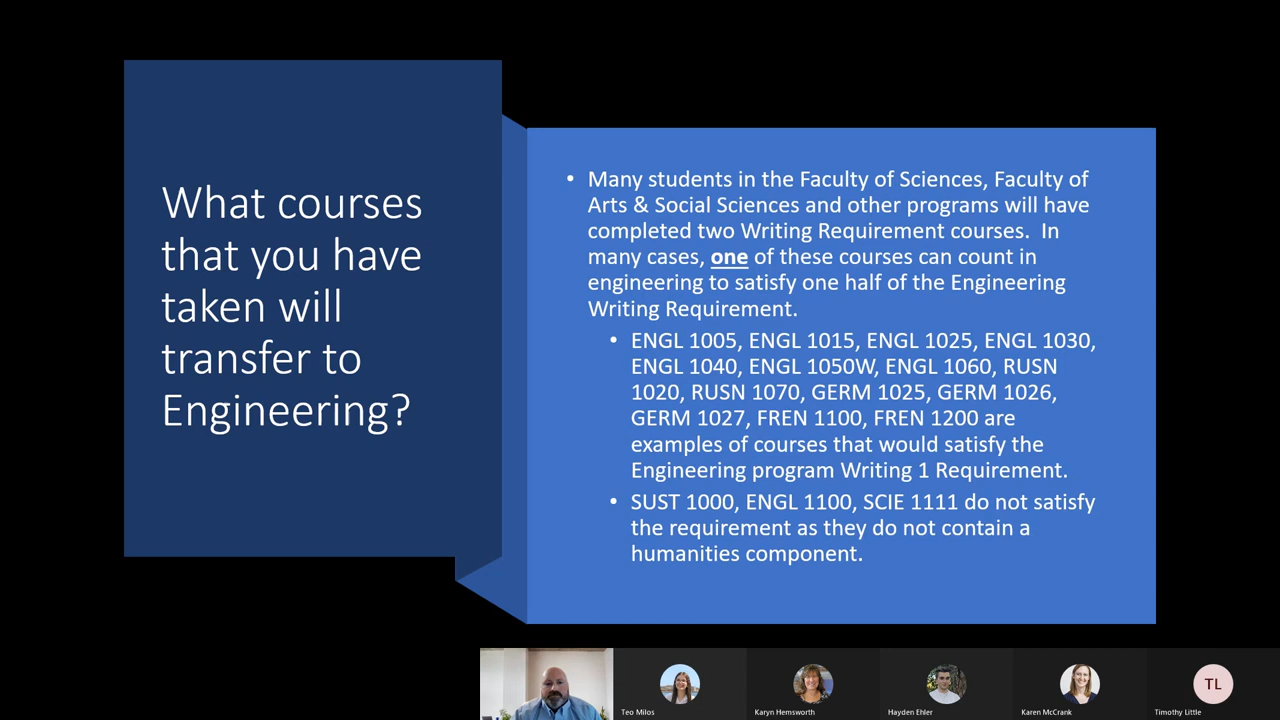 What courses
that you have
taken will
transfer to
Engineering?
• Many students in the Faculty of Sciences, Faculty of
Arts & Social Sciences and other programs will have
completed two Writing Requirement courses. In
many cases, one of these courses can count in
engineering to satisfy one half of the Engineering
Writing Requirement.
• ENGL 1005, ENGL 1015, ENGL 1025, ENGL 1030,
ENGL 1040, ENGL 1050W, ENGL 1060, RUSN
1020, RUSN 1070, GERM 1025, GERM 1026,
GERM 1027, FREN 1100, FREN 1200 are
examples of courses that would satisfy the
Engineering program Writing 1 Requirement.
• SUST 1000, ENGL 1100, SCIE 1111 do not satisfy
the requirement as they do not contain a
humanities component.
TL
Teo Milos
Karyn Hemsworth
Hayden Ehler
Karen McCrank
Timothy Little